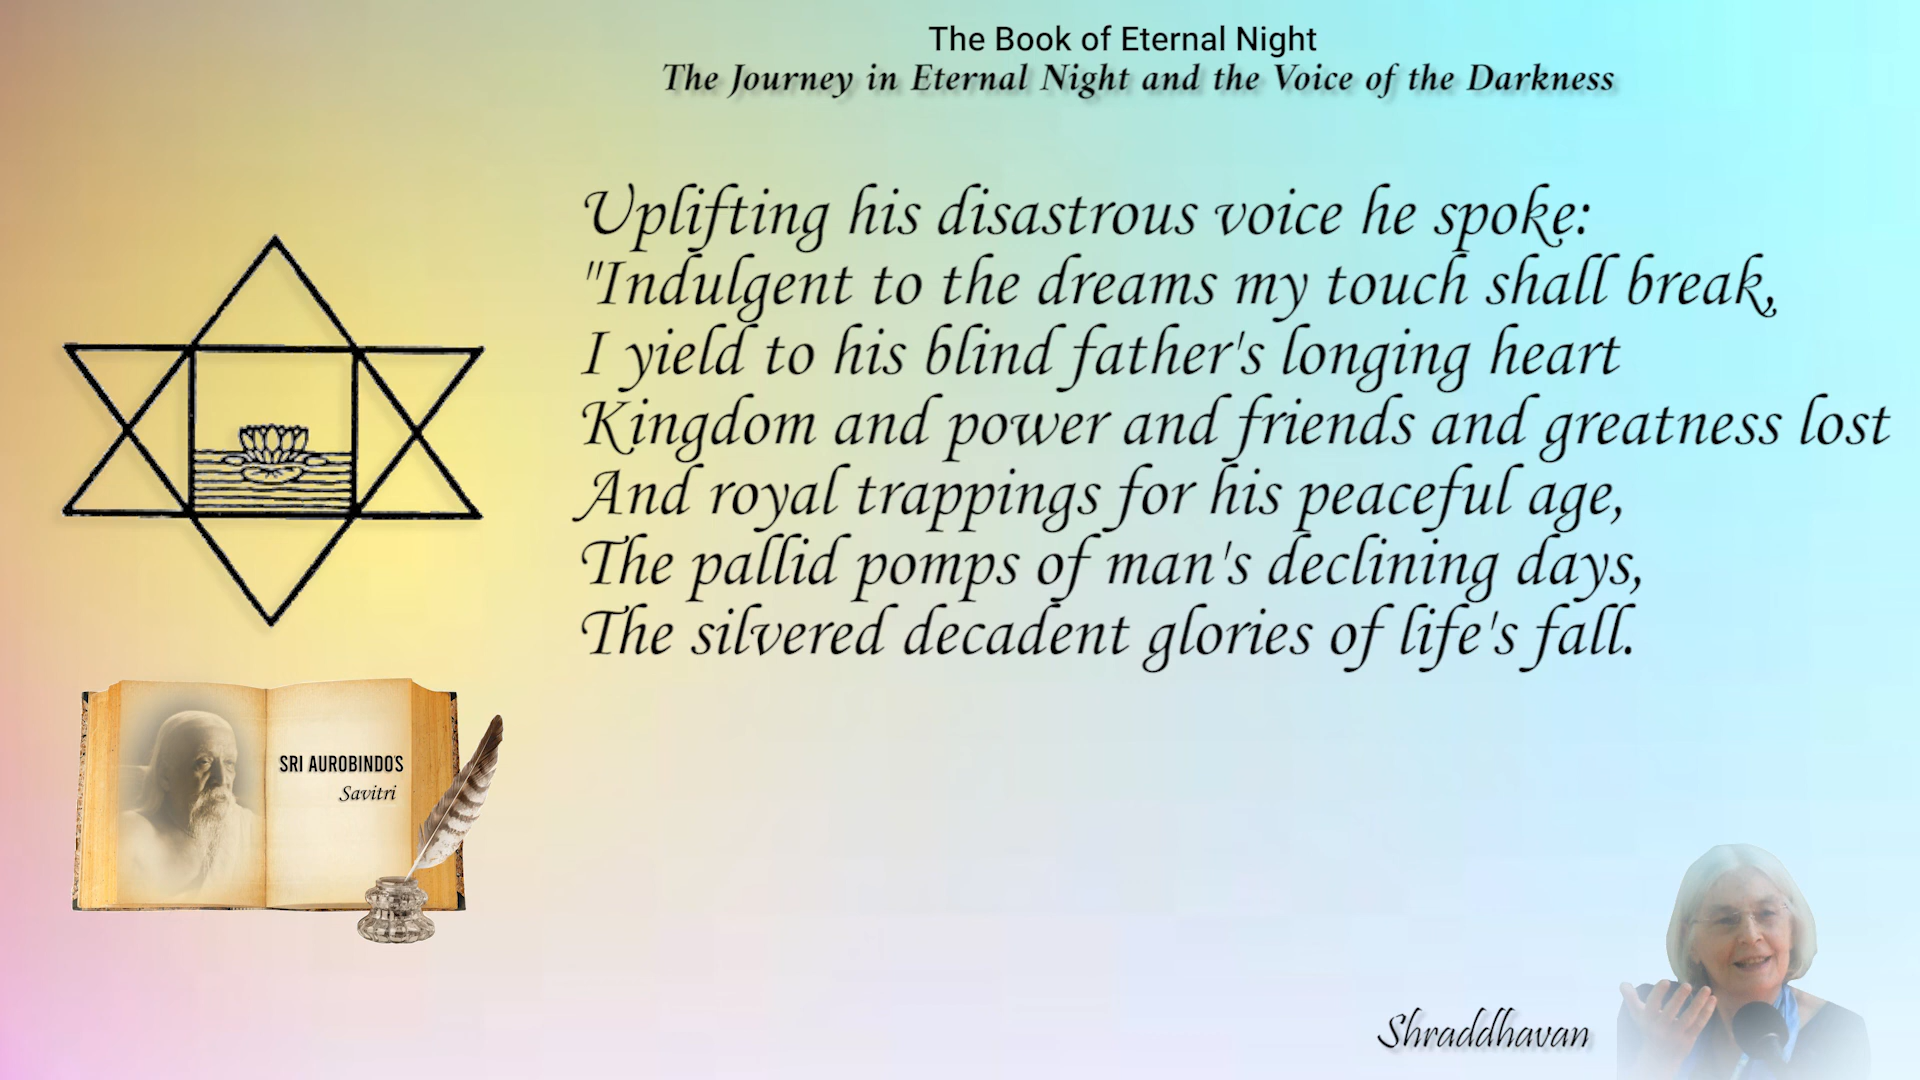 The Book of Eternal Night
The Journey in Eternal Night and the Voice of the Darkness
Uplifting his disastrous voice he spoke:
"Indulgent to the dreams my touch shall break,
I yield to his blind father's longing heart
Kingdom and power and friends and greatness lost
And royal trappings for his peaceful age,
The pallid pomps of man's declining days,
The silvered decadent glories of life's fall.
SRI AUROBINDO'S
Savitri
Shraddhavan